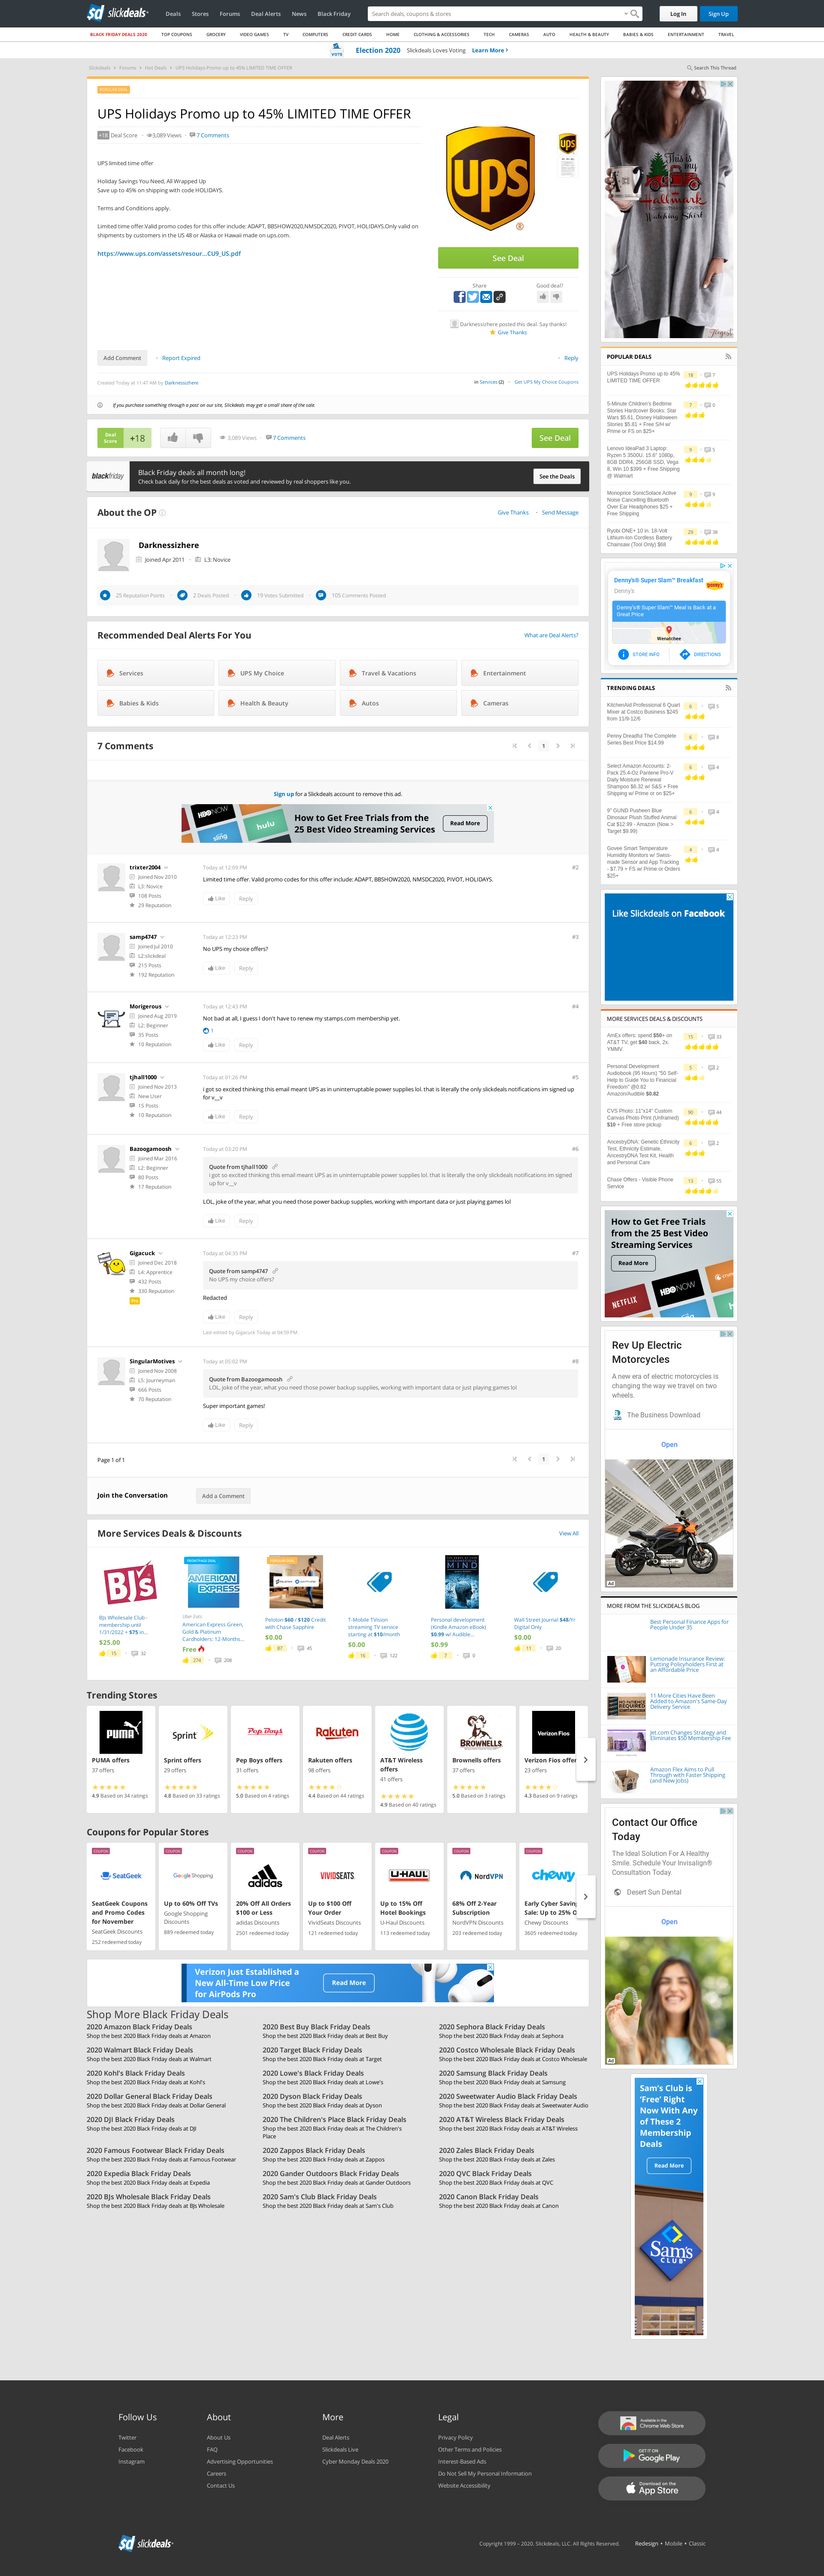 slickdeals
Deals Stores Forums Deal Alerts News Black Friday
Search deals, coupons & stores
Log In Sign Up
BLACK FRIDAY DEALS 2020 TOP COUPONS GROCERY VIDEO GAMES TV COMPUTERS CREDIT CARDS HOME CLOTHING & ACCESSORIES TECH CAMERAS AUTO HEALTH & BEAUTY BABIES & KIDS ENTERTAINMENT TRAVEL
VOTE Election 2020 Slickdeals Loves Voting Learn More
Slickdeals Forums Hot Deals UPS Holidays Promo up to 45% LIMITED TIME OFFER
Search This Thread
POPULAR DEAL
UPS Holidays Promo up to 45% LIMITED TIME OFFER
+18 Deal Score 3,089 Views 7 Comments
UPS limited time offer
Holiday Savings You Need, All Wrapped Up
Save up to 45% on shipping with code HOLIDAYS.
Terms and Conditions apply.
Limited time offer.Valid promo codes for this offer include: ADAPT, BBSHOW2020,NMSDC2020, PIVOT, HOLIDAYS.Only valid on
shipments by customers in the US 48 or Alaska or Hawaii made on ups.com.
https://www.ups.com/assets/resour...CU9_US.pdf
ups
See Deal
Share
Good deal?
Darknessizhere posted this deal. Say thanks!
Give Thanks
Add Comment
Report Expired
Reply
Created Today at 11:47 AM by Darknessizhere
Services (2) Get UPS My Choice Coupons
If you purchase something through a post on our site, Slickdeals may get a small share of the sale.
Deal
Score
+18
3,089 Views 7 Comments
See Deal
blackfriday
Black Friday deals all month long!
Check back daily for the best deals as voted and reviewed by real shoppers like you.
See the Deals
About the OP
Give Thanks Send Message
Darknessizhere
Joined Apr 2011 L3: Novice
25 Reputation Points 2 Deals Posted 19 Votes Submitted 105 Comments Posted
Recommended Deal Alerts For You
What are Deal Alerts?
Services UPS My Choice Travel & Vacations Entertainment
Babies & Kids Health & Beauty Autos Cameras
7 Comments
1
Sign up for a Slickdeals account to remove this ad.
HBO NOW hulu
How to Get Free Trials from the
25 Best Video Streaming Services
Read More
trixter2004
Joined Nov 2010
L3: Novice
108 Posts
29 Reputation
Today at 12:09 PM
#2
Limited time offer. Valid promo codes for this offer include: ADAPT, BBSHOW2020, NMSDC2020, PIVOT, HOLIDAYS.
Like Reply
samp4747
Joined Jul 2010
L2:slickdeal
215 Posts
192 Reputation
Today at 12:23 PM
#3
No UPS my choice offers?
Like Reply
Morigerous
Joined Aug 2019
L2: Beginner
35 Posts
10 Reputation
Today at 12:43 PM
#4
Not bad at all, I guess I don't have to renew my stamps.com membership yet.
1
Like Reply
tjhall1000
Joined Nov 2013
New User
15 Posts
10 Reputation
Today at 01:26 PM
#5
i got so excited thinking this email meant UPS as in uninterruptable power supplies lol. that is literally the only slickdeals notifications im signed up
for v__v
Like Reply
Bazoogamoosh
Joined Mar 2016
L2: Beginner
80 Posts
17 Reputation
Today at 03:20 PM
#6
Quote from tjhall1000
i got so excited thinking this email meant UPS as in uninterruptable power supplies lol. that is literally the only slickdeals notifications im signed
up for v__v
LOL, joke of the year, what you need those power backup supplies, working with important data or just playing games lol
Like Reply
Gigacuck
Joined Dec 2018
L4: Apprentice
432 Posts
330 Reputation
Pro
Today at 04:35 PM
#7
Quote from samp4747
No UPS my choice offers?
Redacted
Like Reply
Last edited by Gigacuck Today at 04:59 PM.
SingularMotives
Joined Nov 2008
L5: Journeyman
666 Posts
70 Reputation
Today at 05:02 PM
#8
Quote from Bazoogamoosh
LOL, joke of the year, what you need those power backup supplies, working with important data or just playing games lol
Super important games!
Like Reply
Page 1 of 1
1
Join the Conversation
Add a Comment
More Services Deals & Discounts
View All
BJ's
BJs Wholesale Club -
membership until
1/31/2022 + $75 in...
$25.00
15 32
FRONTPAGE DEAL
AMERICAN EXPRESS
Uber Eats
American Express Green,
Gold & Platinum
Cardholders: 12-Months...
Free
274 208
POPULAR DEAL
Peloton $60 / $120 Credit
with Chase Sapphire
$0.00
87 45
T-Mobile TVision
streaming TV service
starting at $10/month
$0.00
16 122
MIND
Personal development
(Kindle Amazon eBook)
$0.99 w/ Audible...
$0.99
7 0
Wall Street Journal $48/Yr
Digital Only
$0.00
11 20
Trending Stores
PUMA
PUMA offers
37 offers
4.9 Based on 34 ratings
Sprint
Sprint offers
29 offers
4.8 Based on 33 ratings
Pep Boys
Pep Boys offers
31 offers
5.0 Based on 4 ratings
Rakuten
Rakuten offers
98 offers
4.4 Based on 44 ratings
AT&T
AT&T Wireless
offers
41 offers
4.9 Based on 40 ratings
BROWNELLS
Brownells offers
37 offers
5.0 Based on 3 ratings
Verizon Fios
Verizon Fios offers
23 offers
4.3 Based on 9 ratings
Coupons for Popular Stores
COUPON
SeatGeek
SeatGeek Coupons
and Promo Codes
for November
SeatGeek Discounts
252 redeemed today
COUPON
Google Shopping
Up to 60% Off TVs
Google Shopping
Discounts
889 redeemed today
COUPON
adidas
20% Off All Orders
$100 or Less
adidas Discounts
2501 redeemed today
COUPON
VIVIDSEATS
Up to $100 Off
Your Order
VividSeats Discounts
121 redeemed today
COUPON
U-HAUL
Up to 15% Off
Hotel Bookings
U-Haul Discounts
113 redeemed today
COUPON
NordVPN
68% Off 2-Year
Subscription
NordVPN Discounts
203 redeemed today
COUPON
chewy
Early Cyber Saving
Sale: Up to 25% O
Chewy Discounts
3605 redeemed today
Verizon Just Established a
New All-Time Low Price
for AirPods Pro
Read More
Shop More Black Friday Deals
2020 Amazon Black Friday Deals
Shop the best 2020 Black Friday deals at Amazon
2020 Best Buy Black Friday Deals
Shop the best 2020 Black Friday deals at Best Buy
2020 Sephora Black Friday Deals
Shop the best 2020 Black Friday deals at Sephora
2020 Walmart Black Friday Deals
Shop the best 2020 Black Friday deals at Walmart
2020 Target Black Friday Deals
Shop the best 2020 Black Friday deals at Target
2020 Costco Wholesale Black Friday Deals
Shop the best 2020 Black Friday deals at Costco Wholesale
2020 Kohl's Black Friday Deals
Shop the best 2020 Black Friday deals at Kohl's
2020 Lowe's Black Friday Deals
Shop the best 2020 Black Friday deals at Lowe's
2020 Samsung Black Friday Deals
Shop the best 2020 Black Friday deals at Samsung
2020 Dollar General Black Friday Deals
Shop the best 2020 Black Friday deals at Dollar General
2020 Dyson Black Friday Deals
Shop the best 2020 Black Friday deals at Dyson
2020 Sweetwater Audio Black Friday Deals
Shop the best 2020 Black Friday deals at Sweetwater Audio
2020 DJI Black Friday Deals
Shop the best 2020 Black Friday deals at DJI
2020 The Children's Place Black Friday Deals
Shop the best 2020 Black Friday deals at The Children's
Place
2020 AT&T Wireless Black Friday Deals
Shop the best 2020 Black Friday deals at AT&T Wireless
2020 Famous Footwear Black Friday Deals
Shop the best 2020 Black Friday deals at Famous Footwear
2020 Zappos Black Friday Deals
Shop the best 2020 Black Friday deals at Zappos
2020 Zales Black Friday Deals
Shop the best 2020 Black Friday deals at Zales
2020 Expedia Black Friday Deals
Shop the best 2020 Black Friday deals at Expedia
2020 Gander Outdoors Black Friday Deals
Shop the best 2020 Black Friday deals at Gander Outdoors
2020 QVC Black Friday Deals
Shop the best 2020 Black Friday deals at QVC
2020 BJs Wholesale Black Friday Deals
Shop the best 2020 Black Friday deals at BJs Wholesale
2020 Sam's Club Black Friday Deals
Shop the best 2020 Black Friday deals at Sam's Club
2020 Canon Black Friday Deals
Shop the best 2020 Black Friday deals at Canon
This is my
Hallmark
CHRISTMAS MOVIES
Watching Shirt
POPULAR DEALS
UPS Holidays Promo up to 45%
LIMITED TIME OFFER
18 7
5-Minute Children's Bedtime
Stories Hardcover Books: Star
Wars $5.61, Disney Halloween
Stories $5.81 + Free S/H w/
Prime or FS on $25+
7 0
Lenovo IdeaPad 3 Laptop:
Ryzen 5 3500U, 15.6" 1080p,
8GB DDR4, 256GB SSD, Vega
8, Win 10 $399 + Free Shipping
@ Walmart
9 5
Monoprice SonicSolace Active
Noise Cancelling Bluetooth
Over Ear Headphones $25 +
Free Shipping
9 9
Ryobi ONE+ 10 in. 18-Volt
Lithium-Ion Cordless Battery
Chainsaw (Tool Only) $68
29 38
Denny's® Super Slam™ Breakfast
Denny's
Denny's® Super Slam™ Meal is Back at a
Great Price
Wenatchee
STORE INFO DIRECTIONS
TRENDING DEALS
KitchenAid Professional 6 Quart
Mixer at Costco Business $245
from 11/9-12/6
6 5
Penny Dreadful The Complete
Series Best Price $14.99
6 8
Select Amazon Accounts: 2-
Pack 25.4-Oz Pantene Pro-V
Daily Moisture Renewal
Shampoo $6.32 w/ S&S + Free
Shipping w/ Prime or on $25+
6 4
9" GUND Pusheen Blue
Dinosaur Plush Stuffed Animal
Cat $12.99 - Amazon (Now >
Target $9.99)
6 4
Govee Smart Temperature
Humidity Monitors w/ Swiss-
made Sensor and App Tracking
- $7.79 + FS w/ Prime or Orders
$25+
4 4
Like Slickdeals on Facebook
MORE SERVICES DEALS & DISCOUNTS
AmEx offers: spend $50+ on
AT&T TV, get $40 back, 2x.
YMMV.
15 33
Personal Development
Audiobook (95 Hours) "50 Self-
Help to Guide You to Financial
Freedom" @0.82
Amazon/Audible $0.82
5 2
CVS Photo: 11"x14" Custom
Canvas Photo Print (Unframed)
$10 + Free store pickup
90 44
AncestryDNA: Genetic Ethnicity
Test, Ethnicity Estimate,
AncestryDNA Test Kit, Health
and Personal Care
6 2
Chase Offers - Visible Phone
Service
13 55
How to Get Free Trials
from the 25 Best Video
Streaming Services
Read More
NETFLIX HBO NOW hulu
Rev Up Electric
Motorcycles
A new era of electric motorcycles is
changing the way we travel on two
wheels.
The Business Download
Open
Ad
MORE FROM THE SLICKDEALS BLOG
Best Personal Finance Apps for
People Under 35
Lemonade Insurance Review:
Putting Policyholders First at
an Affordable Price
11 More Cities Have Been
Added to Amazon's Same-Day
Delivery Service
Jet.com Changes Strategy and
Eliminates $50 Membership Fee
Amazon Flex Aims to Pull
Through with Faster Shipping
(and New Jobs)
Contact Our Office
Today
The Ideal Solution For A Healthy
Smile. Schedule Your Invisalign®
Consultation Today.
Desert Sun Dental
Open
Ad
Sam's Club is
'Free' Right
Now With Any
of These 2
Membership
Deals
Read More
Sam's
CLUB
Follow Us
Twitter
Facebook
Instagram
About
About Us
FAQ
Advertising Opportunities
Careers
Contact Us
More
Deal Alerts
Slickdeals Live
Cyber Monday Deals 2020
Legal
Privacy Policy
Other Terms and Policies
Interest-Based Ads
Do Not Sell My Personal Information
Website Accessibility
Available in the
Chrome Web Store
GET IT ON
Google Play
Download on the
App Store
slickdeals
Copyright 1999 – 2020. Slickdeals, LLC. All Rights Reserved. Redesign • Mobile • Classic